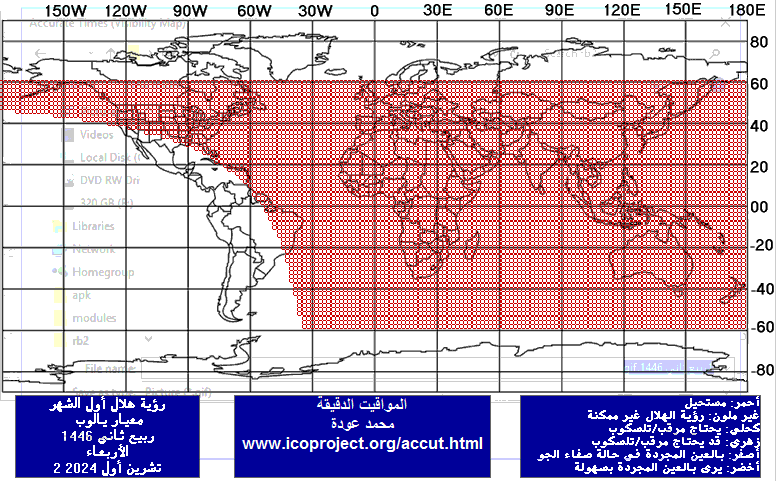 150W 120W 90W 60W 30W 0 30E 60E 90E 120E 150E 180E
Accurate Times (Visibility Map)
80
60
40
20
00
-20
-40
-60
-80
Videos
Local Disk
DVD RW Dri
320 GB
Libraries
Network
Homegroup
apk
modules
rb2
File name:
رؤية هلال أول الشهر
معيار يالوب
ربيع ثاني 1446
الأربعاء
2 تشرين أول 2024
المواقيت الدقيقة
محمد عودة
www.icoproject.org/accut.html
أحمر: مستحيل
غير ملون: رؤية الهلال غير ممكنة
كحلي: يحتاج مرقب/تلسكوب
زهري: قد يحتاج مرقب/تلسكوب
أصفر: بالعين المجردة في حالة صفاء الجو
أخضر: يرى بالعين المجردة بصهولة